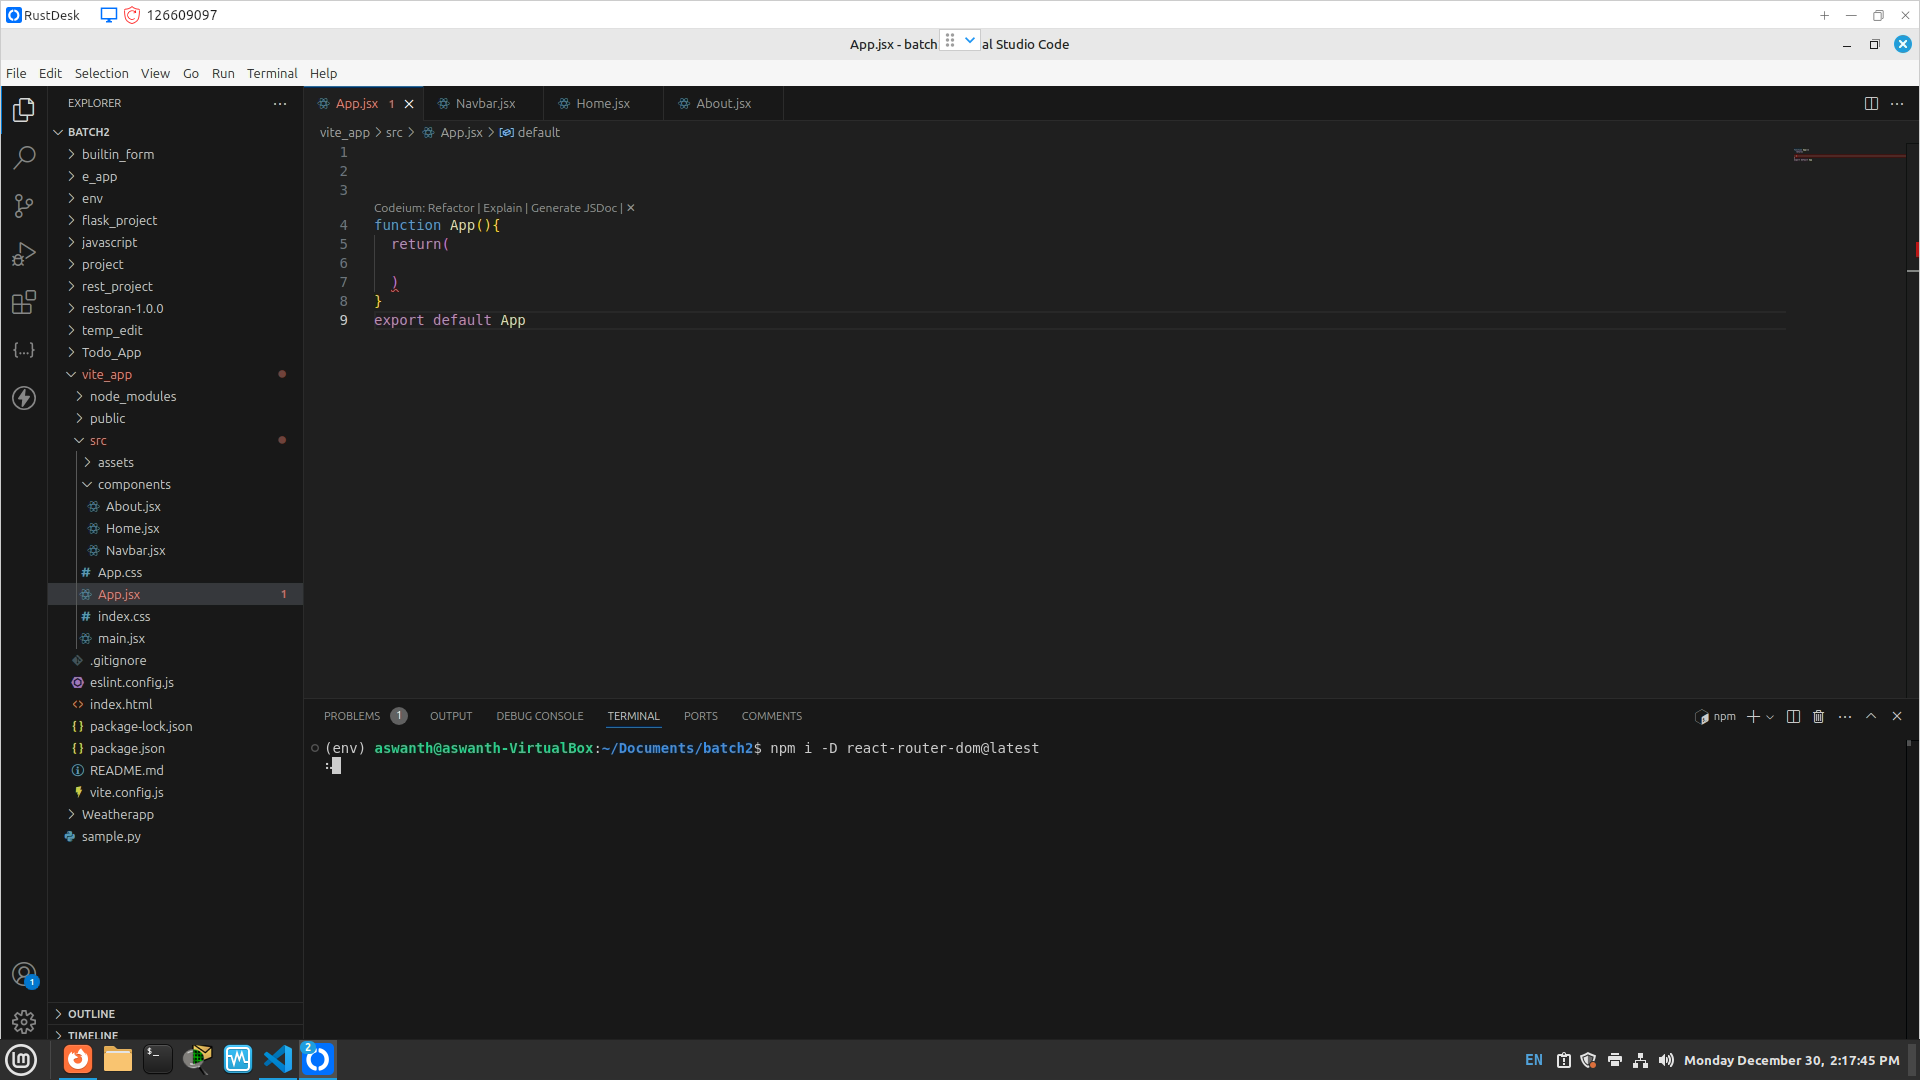 RustDesk 126609097
App.jsx - batch al Studio Code
File Edit Selection View Go Run Terminal Help
EXPLORER
BATCH2
builtin_form
e_app
env
flask_project
javascript
project
rest_project
restoran-1.0.0
temp_edit
Todo_App
vite_app
node_modules
public
src
assets
components
About.jsx
Home.jsx
Navbar.jsx
App.css
App.jsx 1
index.css
main.jsx
.gitignore
eslint.config.js
index.html
package-lock.json
package.json
README.md
vite.config.js
Weatherapp
sample.py
OUTLINE
TIMELINE
1
App.jsx 1 Navbar.jsx Home.jsx About.jsx
vite_app > src > App.jsx > default
1
2
3
Codeium: Refactor | Explain | Generate JSDoc | ✕
4 function App(){
5 return(
6
7 )
8 }
9 export default App
PROBLEMS 1 OUTPUT DEBUG CONSOLE TERMINAL PORTS COMMENTS
npm
(env) aswanth@aswanth-VirtualBox:~/Documents/batch2$ npm i -D react-router-dom@latest
2
EN Monday December 30, 2:17:45 PM